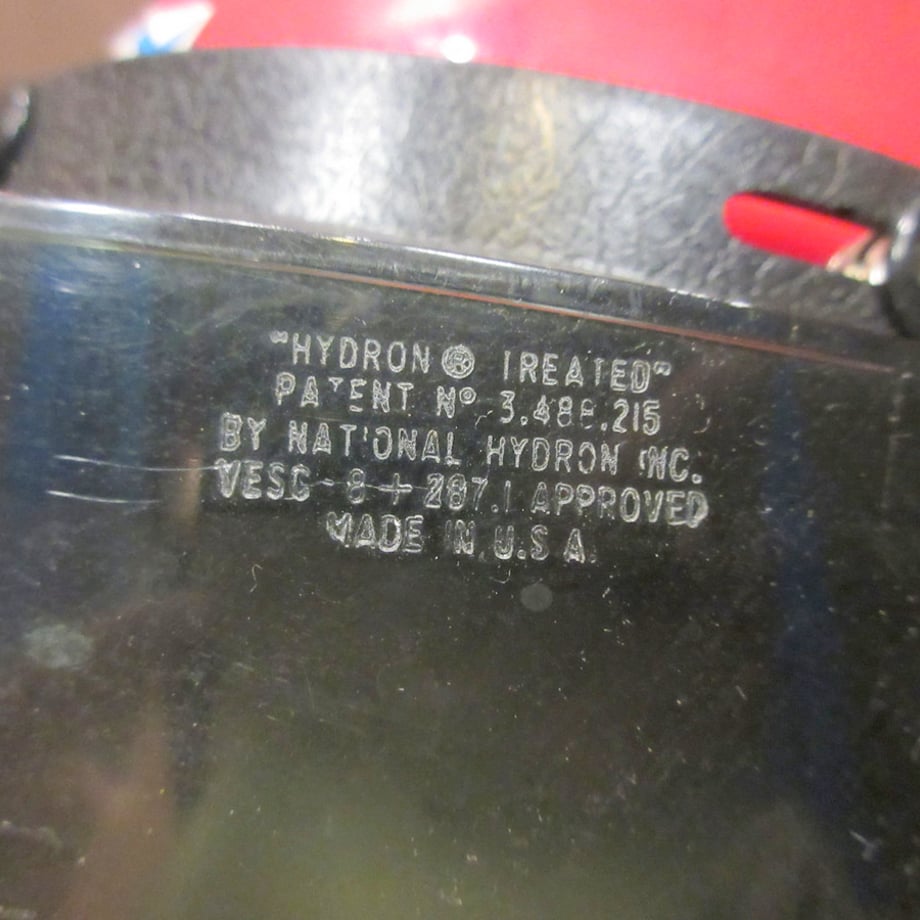 "HYDRON® TREATED"
PATENT Nº 3.488.215
BY NATIONAL HYDRON INC.
VESC-8 + Z87.1 APPROVED
MADE IN U.S.A.